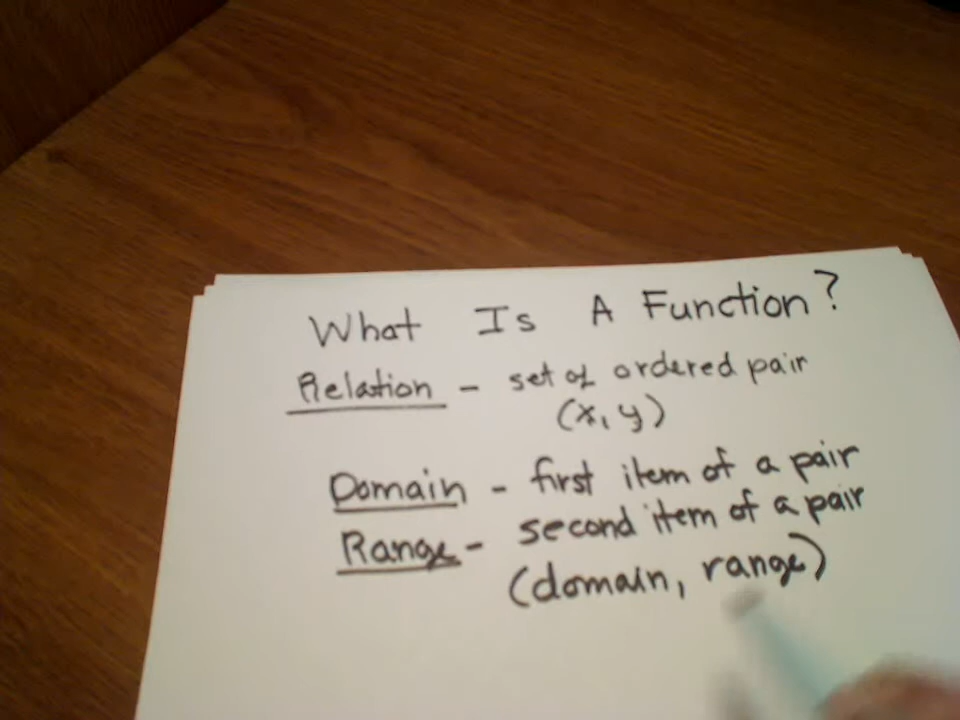 What Is A Function?
Relation - set of ordered pair
(x, y)
Domain - first item of a pair
Range - second item of a pair
(domain, range)